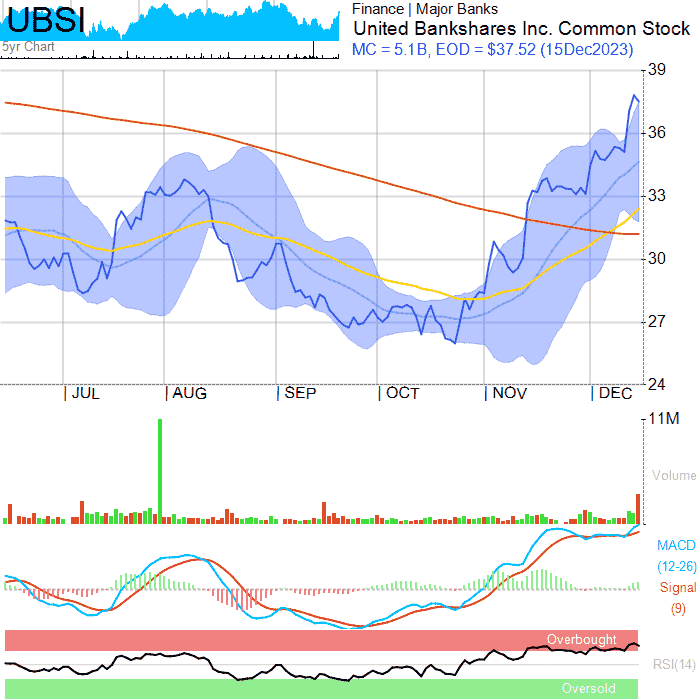 UBSI
5yr Chart
Finance | Major Banks
United Bankshares Inc. Common Stock
MC = 5.1B, EOD = $37.52 (15Dec2023)
39
36
33
30
27
24
| JUL | AUG | SEP | OCT | NOV | DEC
11M
Volume
MACD
(12-26)
Signal
(9)
Overbought
RSI(14)
Oversold